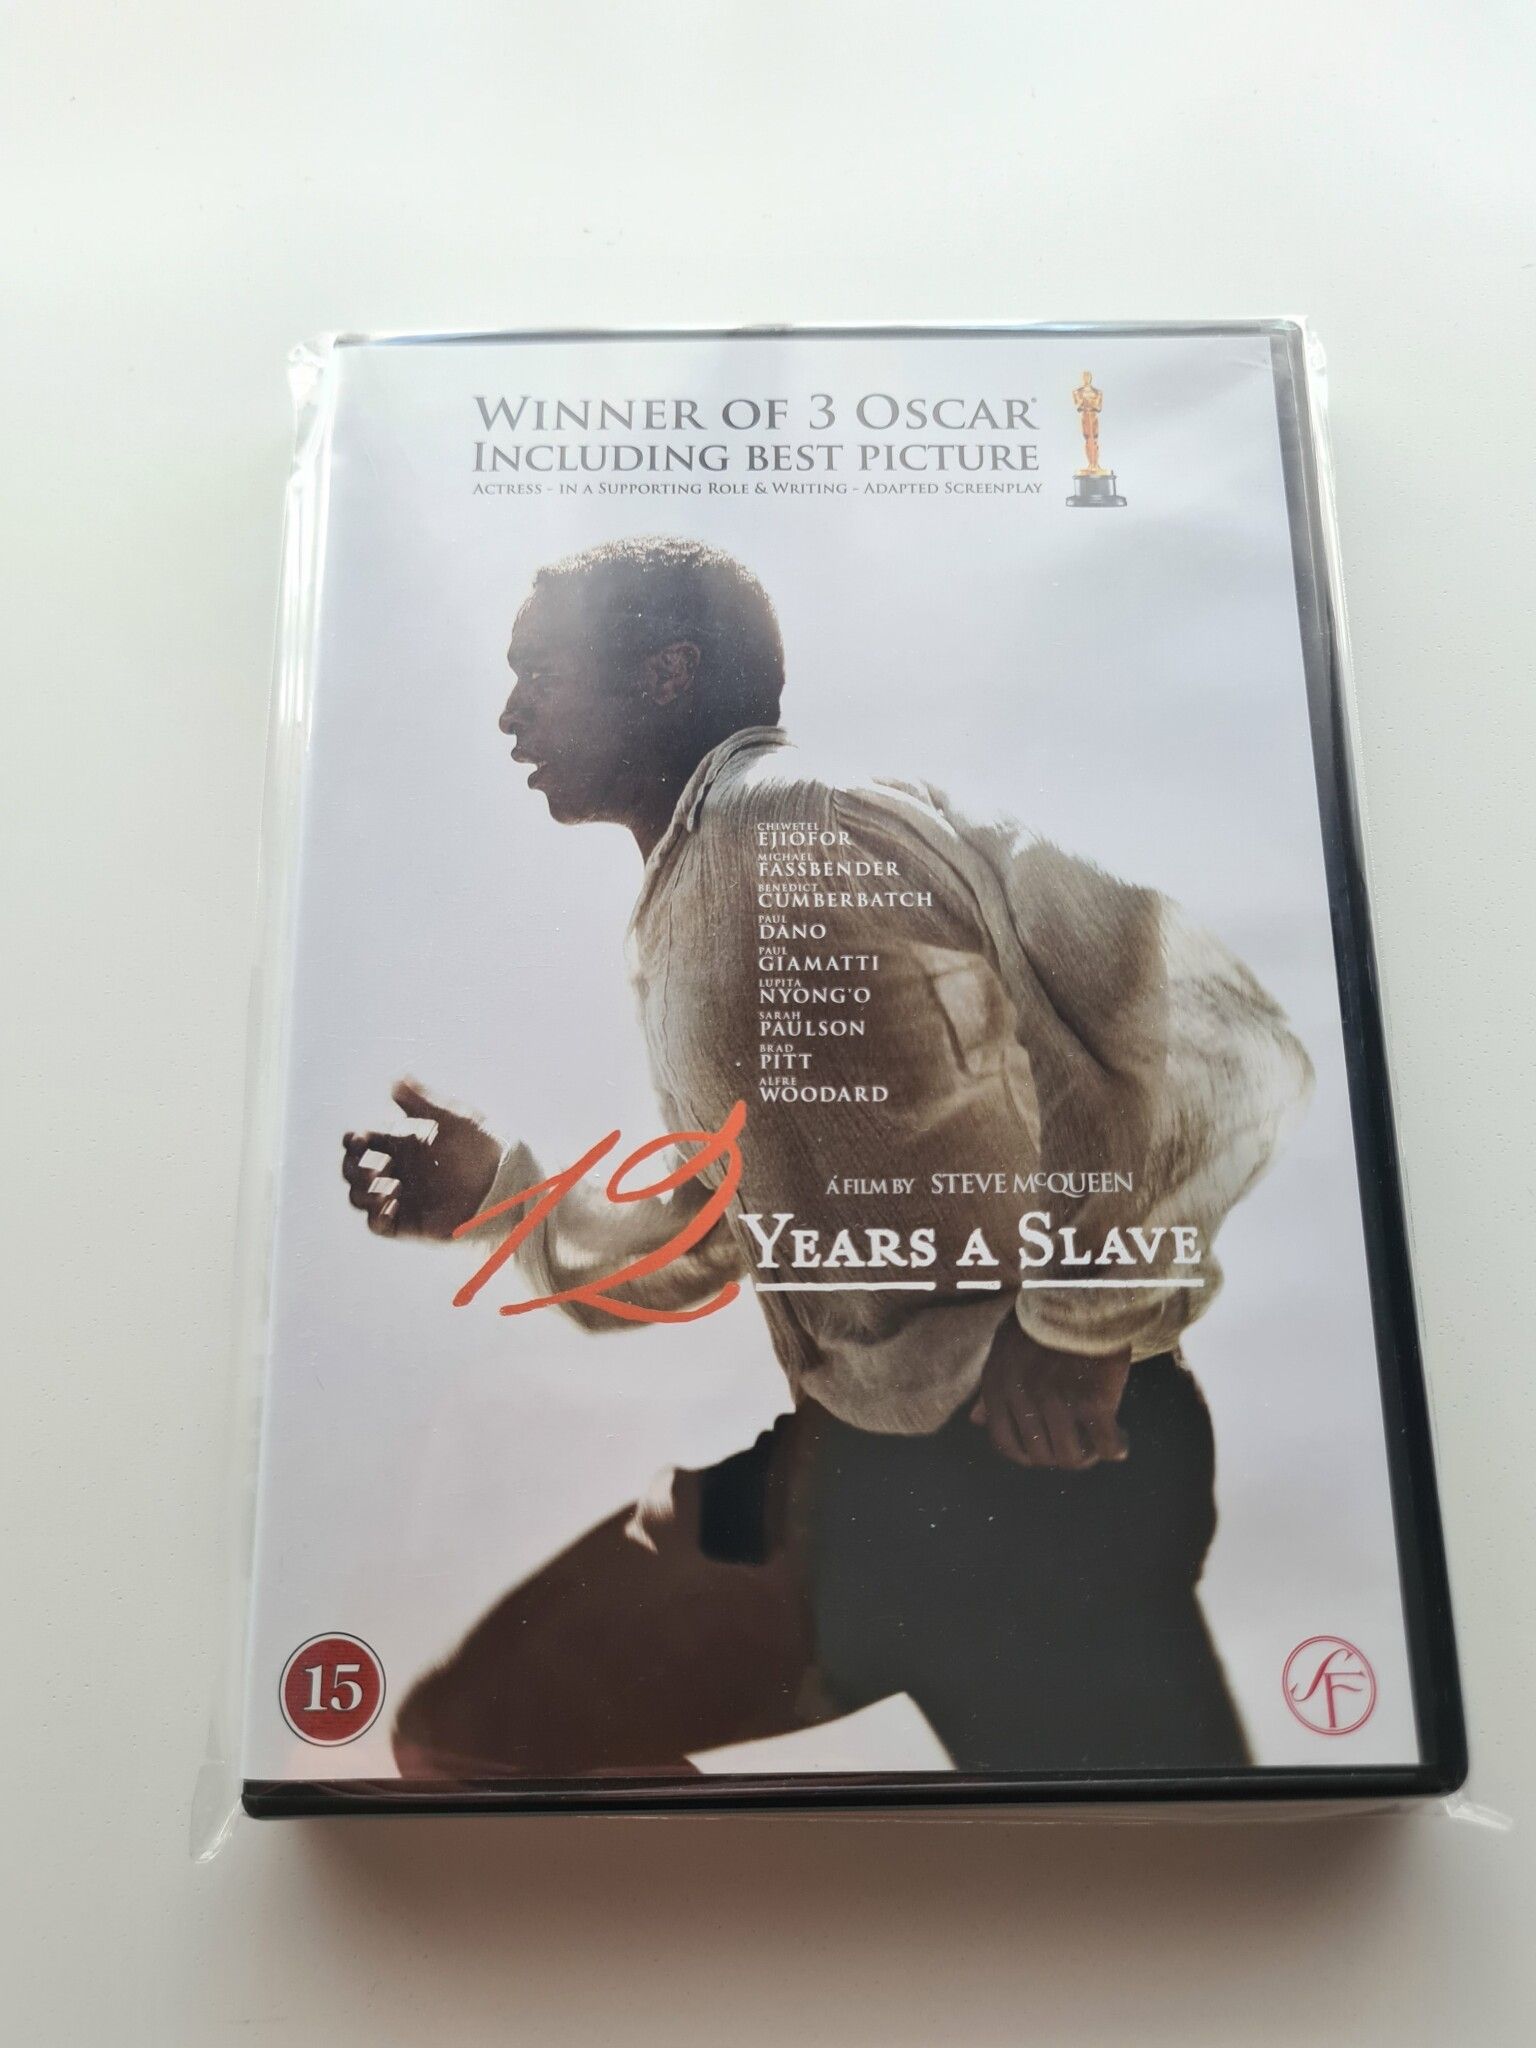 WINNER OF 3 OSCAR®
INCLUDING BEST PICTURE
ACTRESS - IN A SUPPORTING ROLE & WRITING - ADAPTED SCREENPLAY
CHIWETEL
EJIOFOR
MICHAEL
FASSBENDER
BENEDICT
CUMBERBATCH
PAUL
DANO
PAUL
GIAMATTI
LUPITA
NYONG'O
SARAH
PAULSON
BRAD
PITT
ALFRE
WOODARD
A FILM BY STEVE McQUEEN
12 YEARS A SLAVE
15
SF